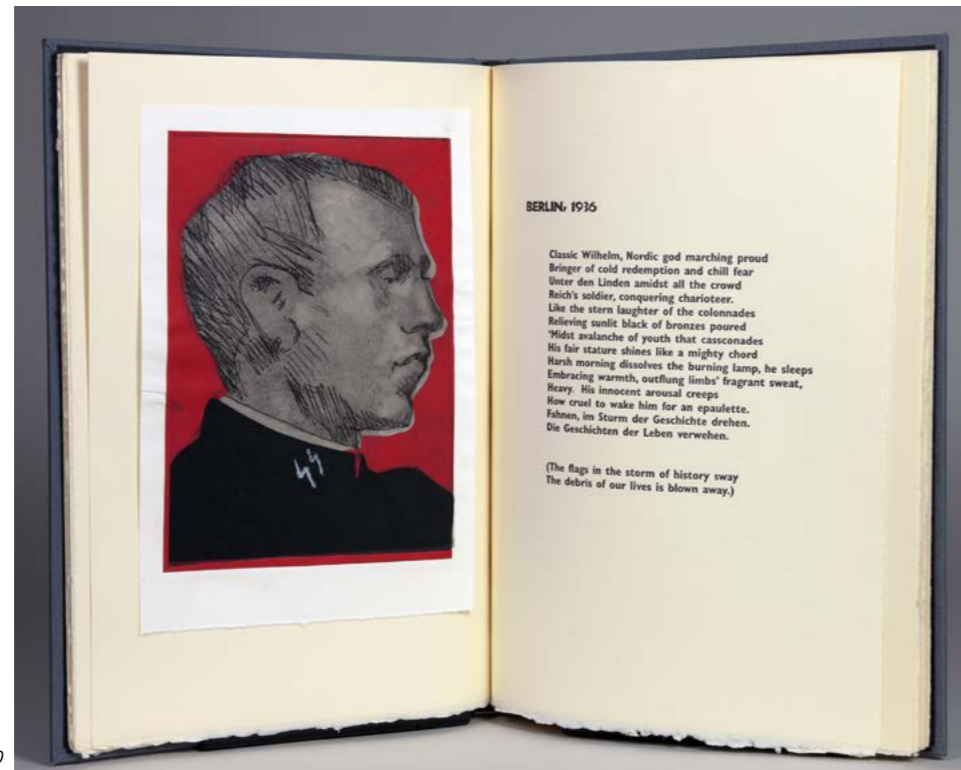 BERLIN, 1936
Classic Wilhelm, Nordic god marching proud
Bringer of cold redemption and chill fear
Unter den Linden amidst all the crowd
Reich's soldier, conquering charioteer.
Like the stern laughter of the colonnades
Relieving sunlit black of bronzes poured
'Midst avalanche of youth that cassconades
His fair stature shines like a mighty chord
Harsh morning dissolves the burning lamp, he sleeps
Embracing warmth, outflung limbs' fragrant sweat,
Heavy. His innocent arousal creeps
How cruel to wake him for an epaulette.
Fahnen, im Sturm der Geschichte drehen.
Die Geschichten der Leben verwehen.
(The flags in the storm of history sway
The debris of our lives is blown away.)